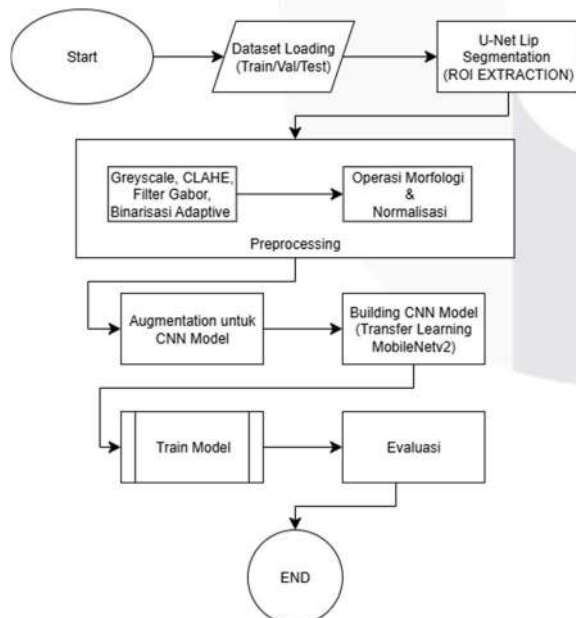 Start
Dataset Loading
(Train/Val/Test)
U-Net Lip
Segmentation
(ROI EXTRACTION)
Greyscale, CLAHE,
Filter Gabor,
Binarisasi Adaptive
Operasi Morfologi
&
Normalisasi
Preprocessing
Augmentation untuk
CNN Model
Building CNN Model
(Transfer Learning
MobileNetv2)
Train Model
Evaluasi
END